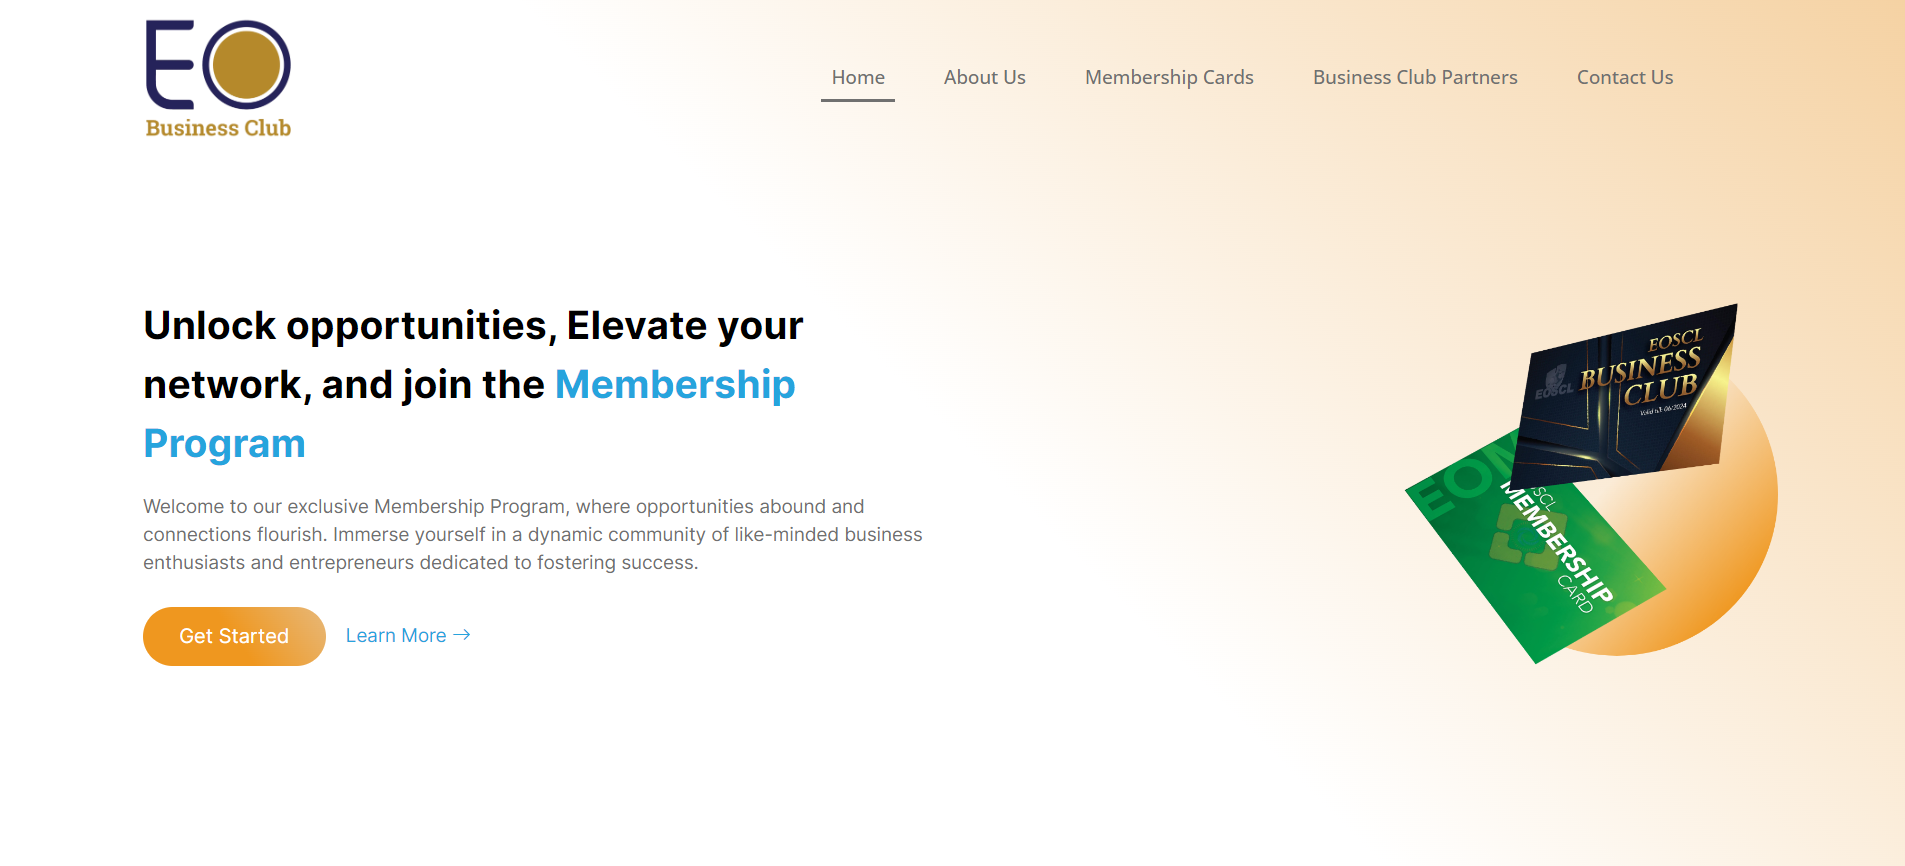 EO
Business Club
Home
About Us
Membership Cards
Business Club Partners
Contact Us
Unlock opportunities, Elevate your
network, and join the Membership
Program
Welcome to our exclusive Membership Program, where opportunities abound and
connections flourish. Immerse yourself in a dynamic community of like-minded business
enthusiasts and entrepreneurs dedicated to fostering success.
Get Started
Learn More →
EOSCL
BUSINESS
CLUB
EOSCL
MEMBERSHIP
CARD